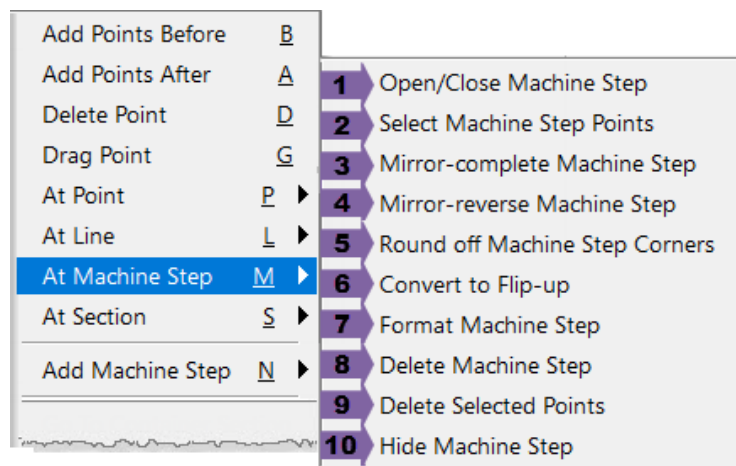 Add Points Before B
Add Points After A
Delete Point D
Drag Point G
At Point P
At Line L
At Machine Step M
At Section S
Add Machine Step N
1 Open/Close Machine Step
2 Select Machine Step Points
3 Mirror-complete Machine Step
4 Mirror-reverse Machine Step
5 Round off Machine Step Corners
6 Convert to Flip-up
7 Format Machine Step
8 Delete Machine Step
9 Delete Selected Points
10 Hide Machine Step